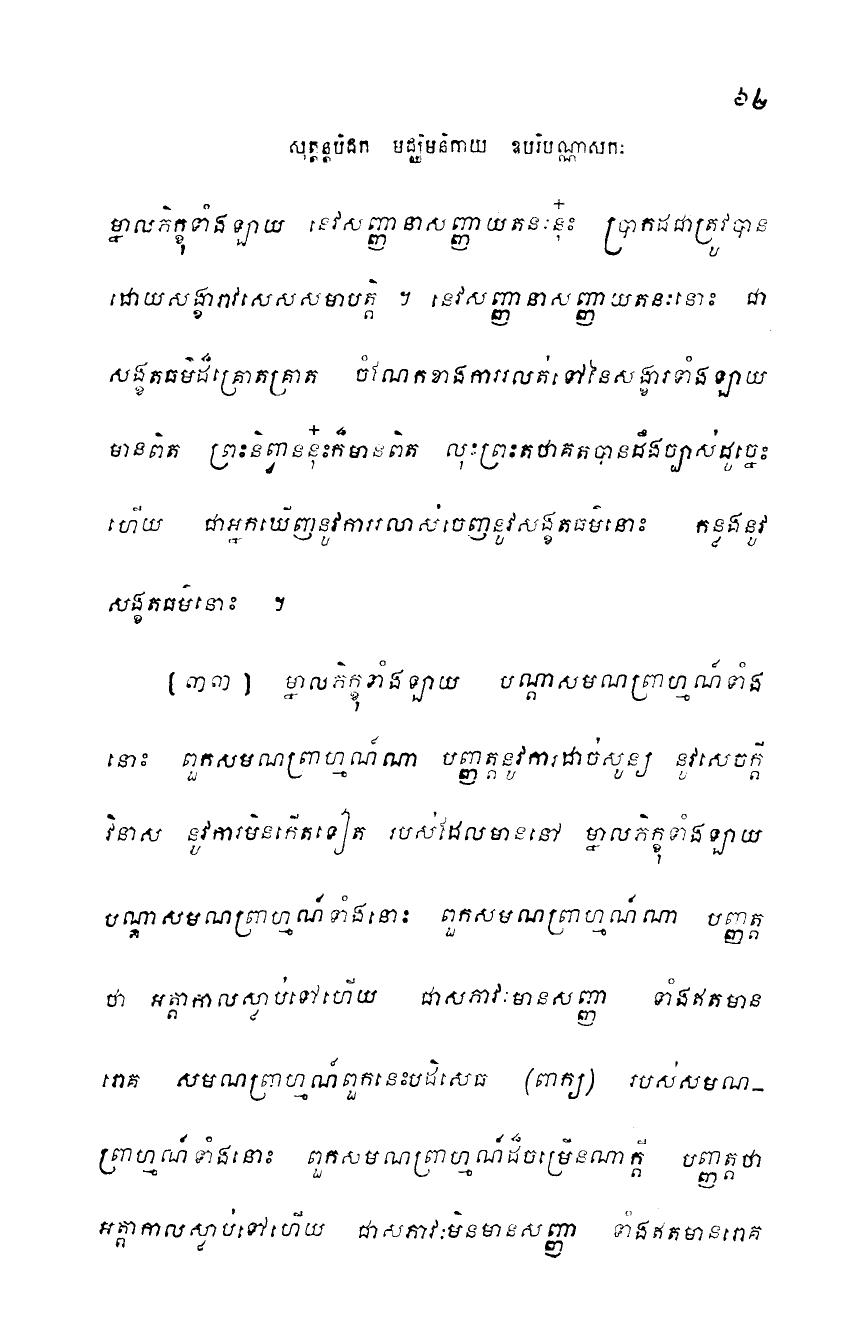 ៦៤
សុត្តន្តបិដក មជ្ឈិមនិកាយ ឧបរិបណ្ណាសកៈ
ម្នាលភិក្ខុទាំងឡាយ នេវសញ្ញានាសញ្ញាយតនៈនុ៎ះ ប្រាកដជាត្រូវបាន
ដោយសង្ខារាវសេសសមាបត្តិ ។ នេវសញ្ញានាសញ្ញាយតនៈនោះ ជា
សង្ខតធម៌ដ៏គ្រោតគ្រាត ចំណែកខាងការរលត់ទៅនៃសង្ខារទាំងឡាយ
មានពិត ព្រះនិព្វាននុ៎ះក៏មានពិត លុះព្រះតថាគតបានដឹងច្បាស់ដូច្នេះ
ហើយ ជាអ្នកឃើញនូវការរលាស់ចេញនូវសង្ខតធម៌នោះ កន្លងនូវ
សង្ខតធម៌នោះ ។
[៣៣] ម្នាលភិក្ខុទាំងឡាយ បណ្តាសមណព្រាហ្មណ៍ទាំង
នោះ ពួកសមណព្រាហ្មណ៍ណា បញ្ញត្តនូវការដាច់សូន្យ នូវសេចក្តី
វិនាស នូវការមិនកើតទៀត របស់ដែលមាននៅ ម្នាលភិក្ខុទាំងឡាយ
បណ្តាសមណព្រាហ្មណ៍ទាំងនោះ ពួកសមណព្រាហ្មណ៍ណា បញ្ញត្ត
ថា អត្តាកាលស្លាប់ទៅហើយ ជាសភាវៈមានសញ្ញា ទាំងឥតមាន
រោគ សមណព្រាហ្មណ៍ពួកនេះបដិសេធ (ពាក្យ) របស់សមណ-
ព្រាហ្មណ៍ទាំងនោះ ពួកសមណព្រាហ្មណ៍ដ៏ចម្រើនណាក្តី បញ្ញត្តថា
អត្តាកាលស្លាប់ទៅហើយ ជាសភាវៈមិនមានសញ្ញា ទាំងឥតមានរោគ